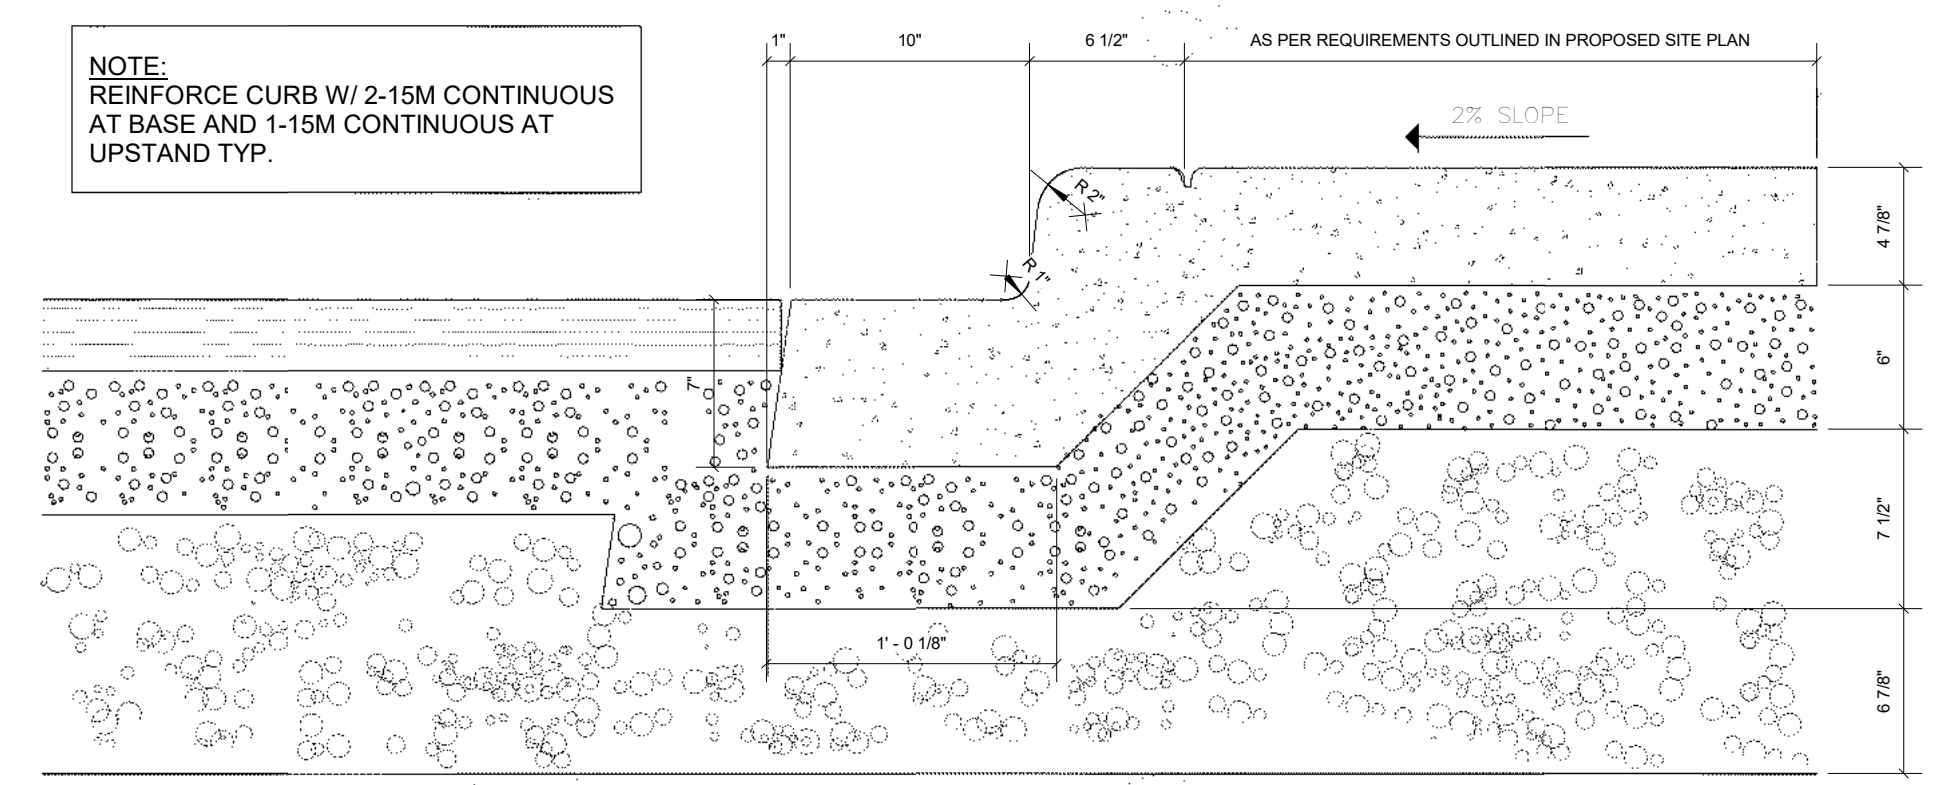 NOTE:
REINFORCE CURB W/ 2-15M CONTINUOUS
AT BASE AND 1-15M CONTINUOUS AT
UPSTAND TYP.
1"
10"
6 1/2"
AS PER REQUIREMENTS OUTLINED IN PROPOSED SITE PLAN
2% SLOPE
R 2"
R 1"
4 7/8"
6"
7"
7 1/2"
1' - 0 1/8"
6 7/8"